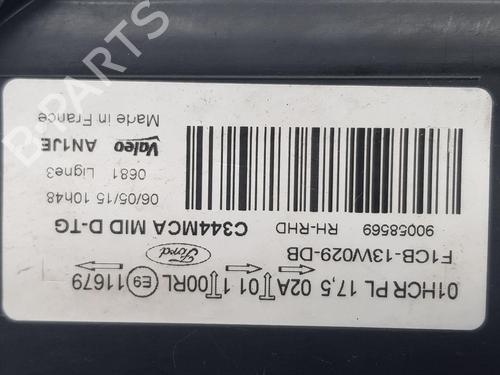 01HCR PL 17,5 02A 01 1 00RL E9 11679
F1CB-13W029-DB
Ford
90058569 RH-RHD C344MCA MID D-TG
06/05/15 10h48
0681 Ligne3
Valeo AN1JE
Made in France
B-PARTS